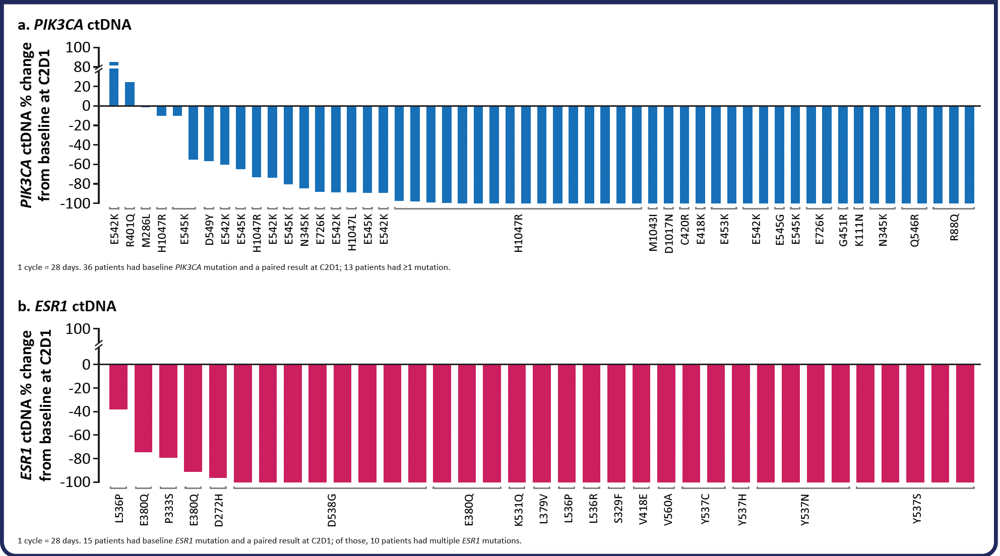 a. PIK3CA ctDNA
PIK3CA ctDNA % change
from baseline at C2D1
100
80
20
0
-20
-40
-60
-80
-100
E542K R401Q M286L H1047R E545K D549Y E542K E545K H1047R E542K E545K N345K E726K E542K H1047L E545K E542K H1047R M1043I D1017N C420R E418K E453K E542K E545G E545K E726K G451R K111N N345K Q546R R88Q
1 cycle = 28 days. 36 patients had baseline PIK3CA mutation and a paired result at C2D1; 13 patients had ≥1 mutation.
b. ESR1 ctDNA
ESR1 ctDNA % change
from baseline at C2D1
100
0
-20
-40
-60
-80
-100
L536P E380Q P333S E380Q D272H D538G E380Q K531Q L379V L536P L536R S329F V418E V560A Y537C Y537H Y537N Y537S
1 cycle = 28 days. 15 patients had baseline ESR1 mutation and a paired result at C2D1; of those, 10 patients had multiple ESR1 mutations.